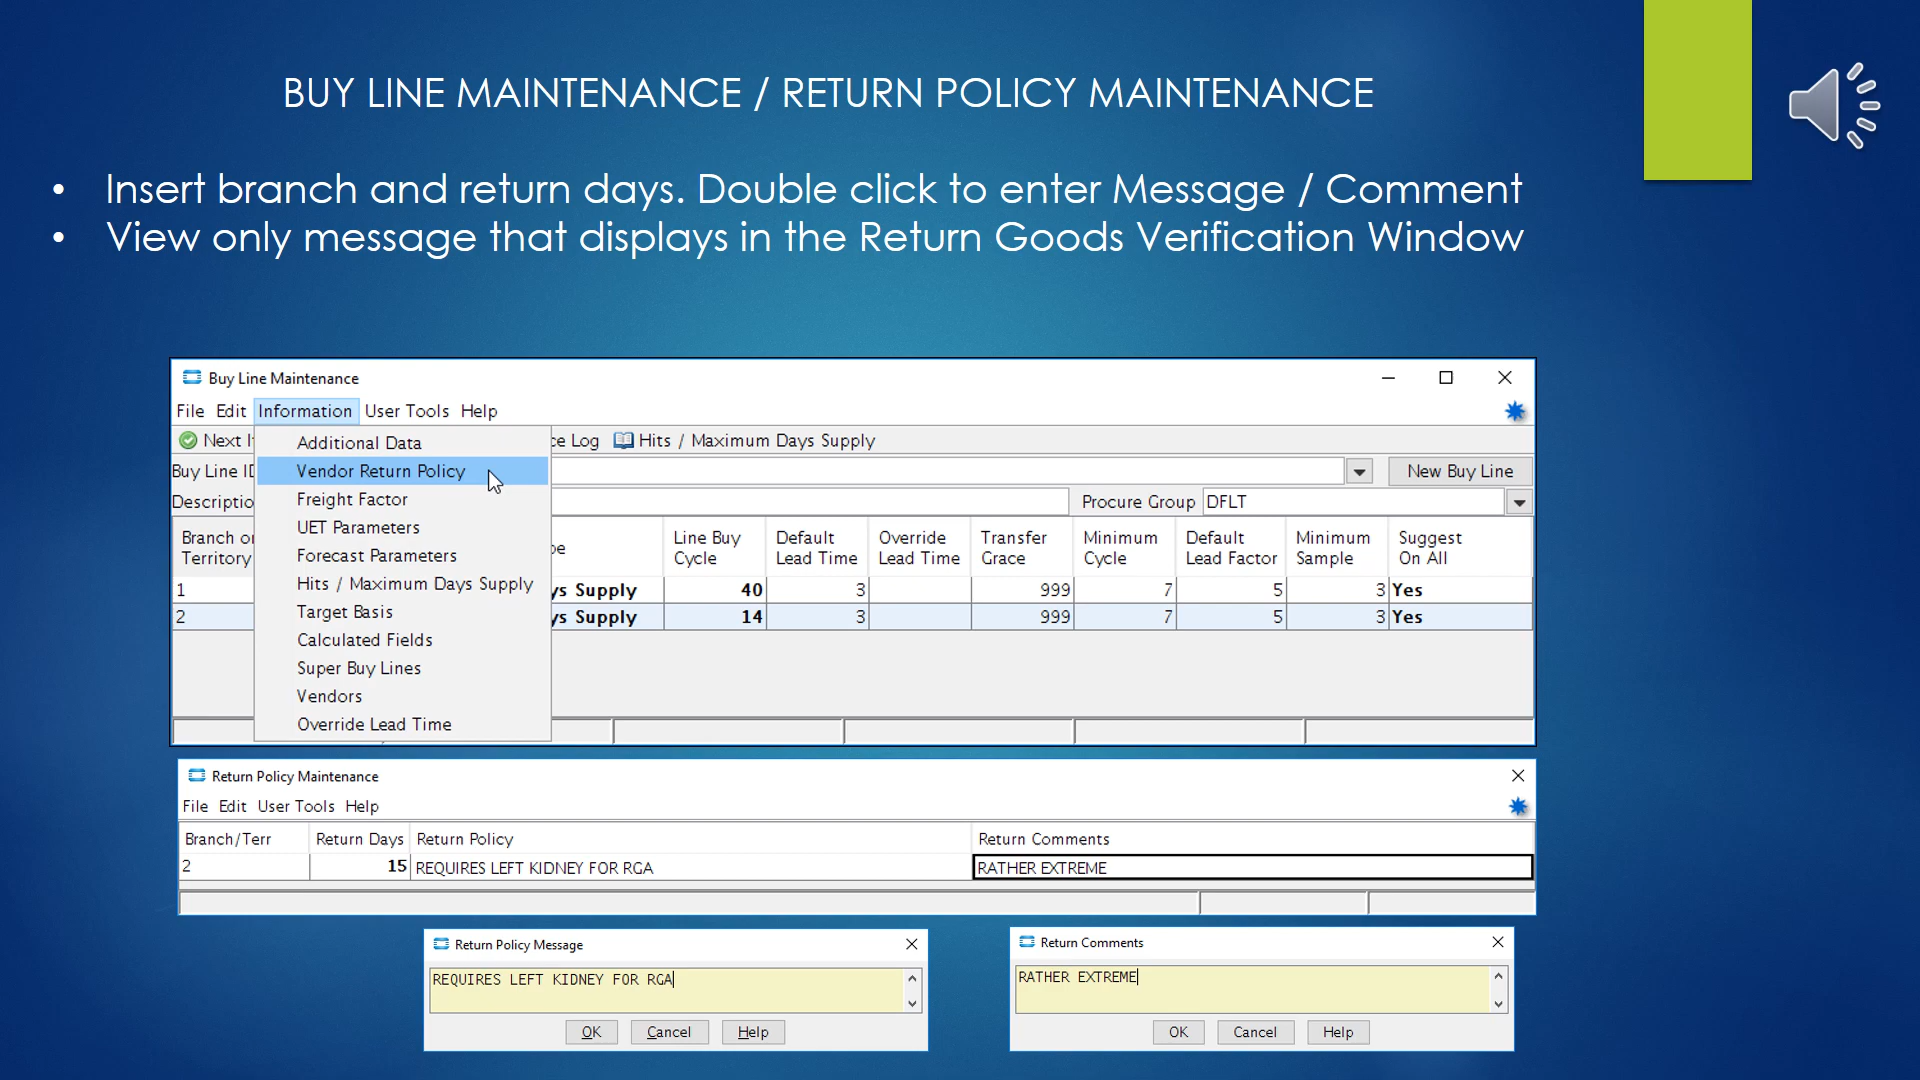 BUY LINE MAINTENANCE / RETURN POLICY MAINTENANCE
• Insert branch and return days. Double click to enter Message / Comment
• View only message that displays in the Return Goods Verification Window
Buy Line Maintenance
File Edit Information User Tools Help
Next I ce Log Hits / Maximum Days Supply
Buy Line ID New Buy Line
Descriptio Procure Group DFLT
Additional Data
Vendor Return Policy
Freight Factor
UET Parameters
Forecast Parameters
Hits / Maximum Days Supply
Target Basis
Calculated Fields
Super Buy Lines
Vendors
Override Lead Time
Branch or pe Line Buy Default Override Transfer Minimum Default Minimum Suggest
Territory Cycle Lead Time Lead Time Grace Cycle Lead Factor Sample On All
1 ys Supply 40 3 999 7 5 3 Yes
2 ys Supply 14 3 999 7 5 3 Yes
Return Policy Maintenance
File Edit User Tools Help
Branch/Terr Return Days Return Policy Return Comments
2 15 REQUIRES LEFT KIDNEY FOR RGA RATHER EXTREME
Return Policy Message
REQUIRES LEFT KIDNEY FOR RGA
OK Cancel Help
Return Comments
RATHER EXTREME
OK Cancel Help